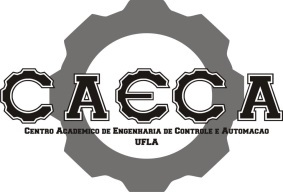 CAECA
CENTRO ACADEMICO DE ENGENHARIA DE CONTROLE E AUTOMACAO
UFLA